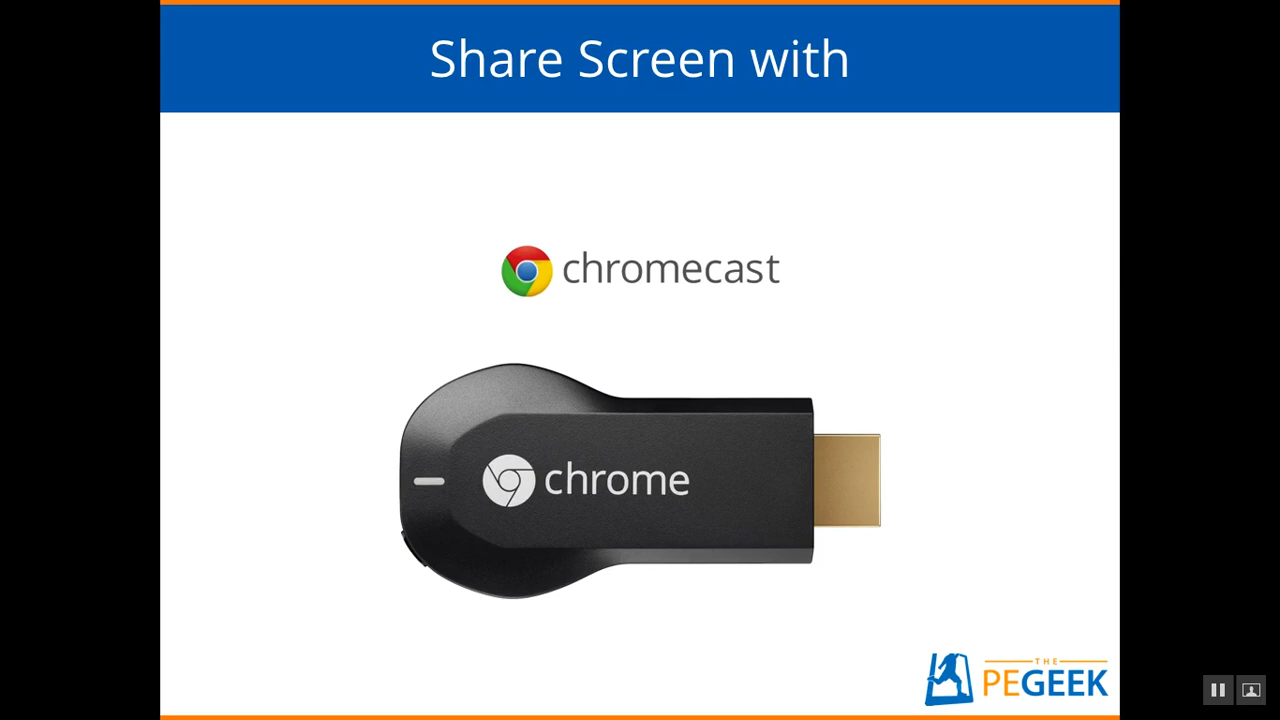 Share Screen with
chromecast
chrome
THE
PEGEEK